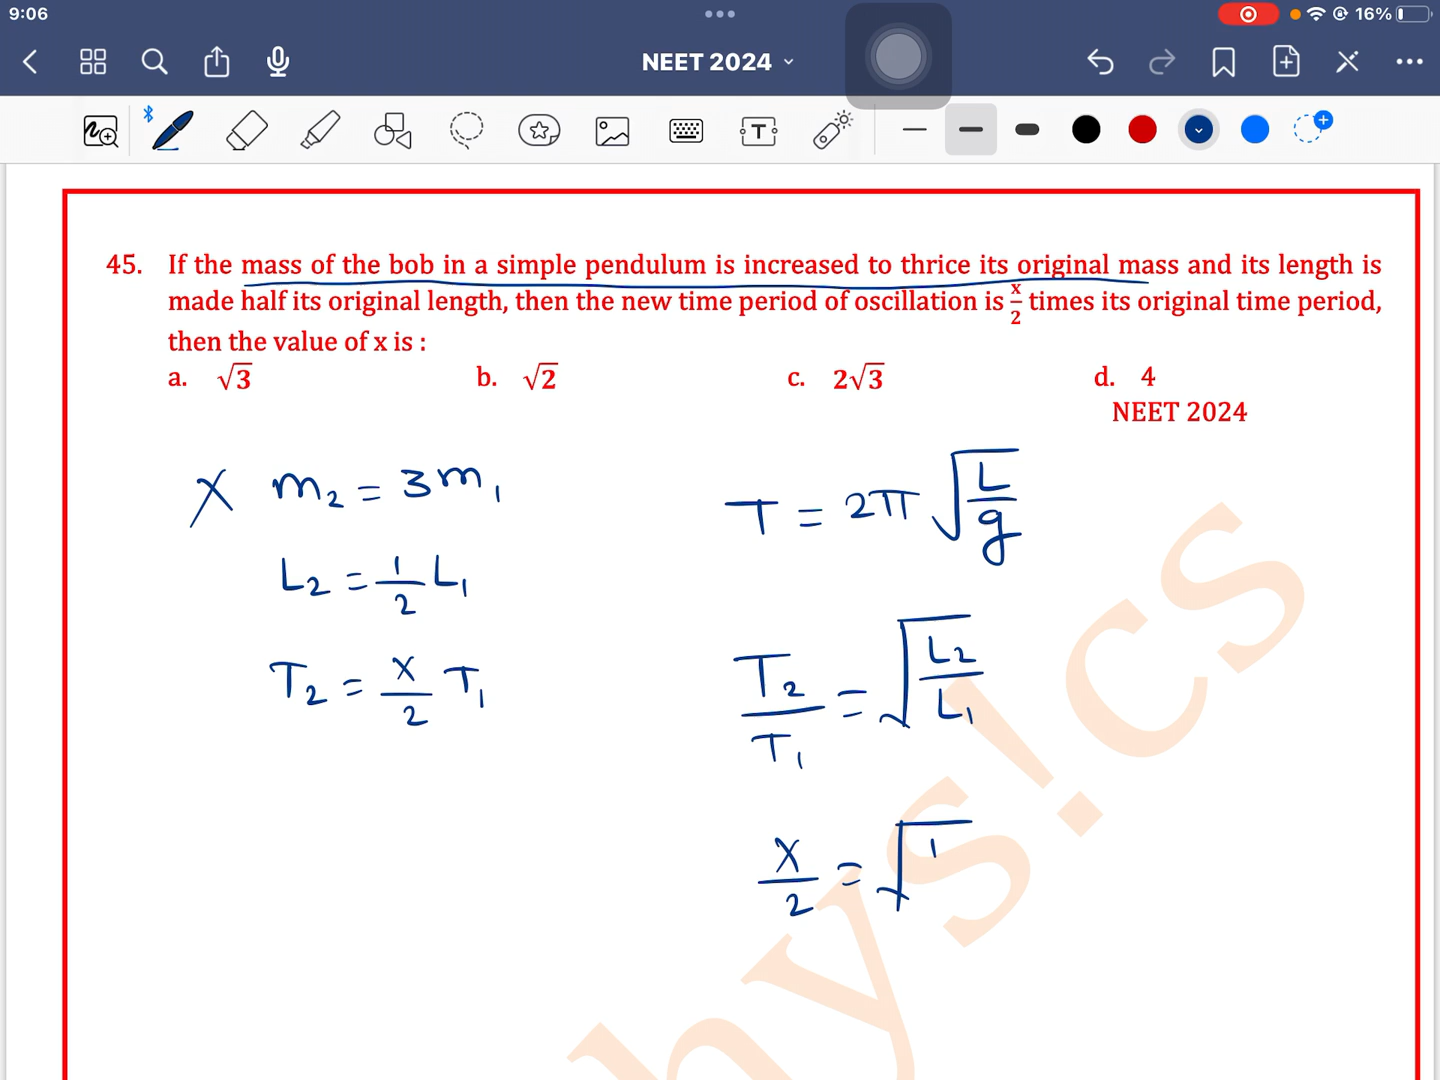 9:06
16%
NEET 2024
T
45. If the mass of the bob in a simple pendulum is increased to thrice its original mass and its length is
made half its original length, then the new time period of oscillation is x/2 times its original time period,
then the value of x is :
a. √3 b. √2 c. 2√3 d. 4
NEET 2024
X m₂ = 3m₁
L₂ = 1/2 L₁
T₂ = x/2 T₁
T = 2π √(L/g)
T₂/T₁ = √(L₂/L₁)
x/2 = √1
hys!cs